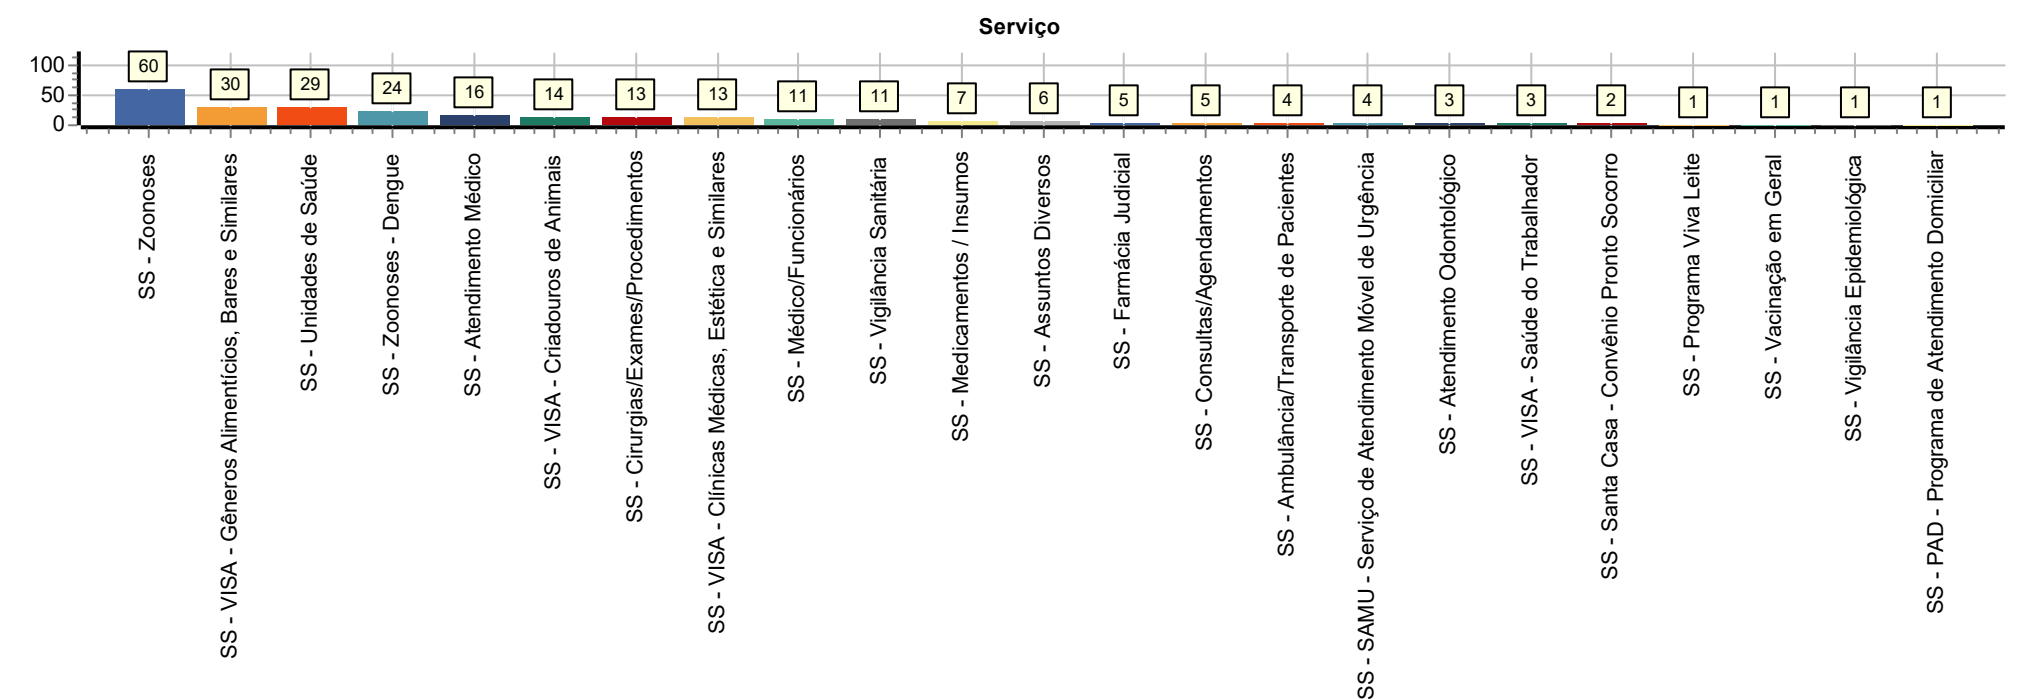 Serviço
100
50
0
60
30
29
24
16
14
13
13
11
11
7
6
5
5
4
4
3
3
2
1
1
1
1
SS - Zoonoses
SS - VISA - Gêneros Alimentícios, Bares e Similares
SS - Unidades de Saúde
SS - Zoonoses - Dengue
SS - Atendimento Médico
SS - VISA - Criadouros de Animais
SS - Cirurgias/Exames/Procedimentos
SS - VISA - Clínicas Médicas, Estética e Similares
SS - Médico/Funcionários
SS - Vigilância Sanitária
SS - Medicamentos / Insumos
SS - Assuntos Diversos
SS - Farmácia Judicial
SS - Consultas/Agendamentos
SS - Ambulância/Transporte de Pacientes
SS - SAMU - Serviço de Atendimento Móvel de Urgência
SS - Atendimento Odontológico
SS - VISA - Saúde do Trabalhador
SS - Santa Casa - Convênio Pronto Socorro
SS - Programa Viva Leite
SS - Vacinação em Geral
SS - Vigilância Epidemiológica
SS - PAD - Programa de Atendimento Domiciliar